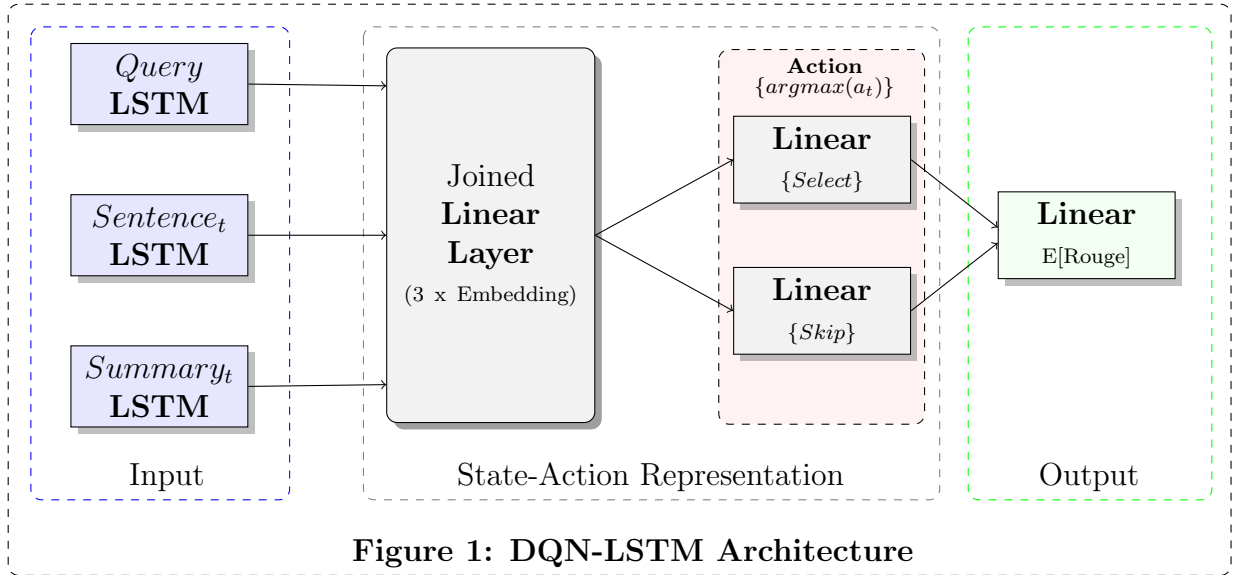 Query
LSTM
Sentence_t
LSTM
Summary_t
LSTM
Input
Joined
Linear
Layer
(3 x Embedding)
Action
{argmax(a_t)}
Linear
{Select}
Linear
{Skip}
State-Action Representation
Linear
E[Rouge]
Output
Figure 1: DQN-LSTM Architecture